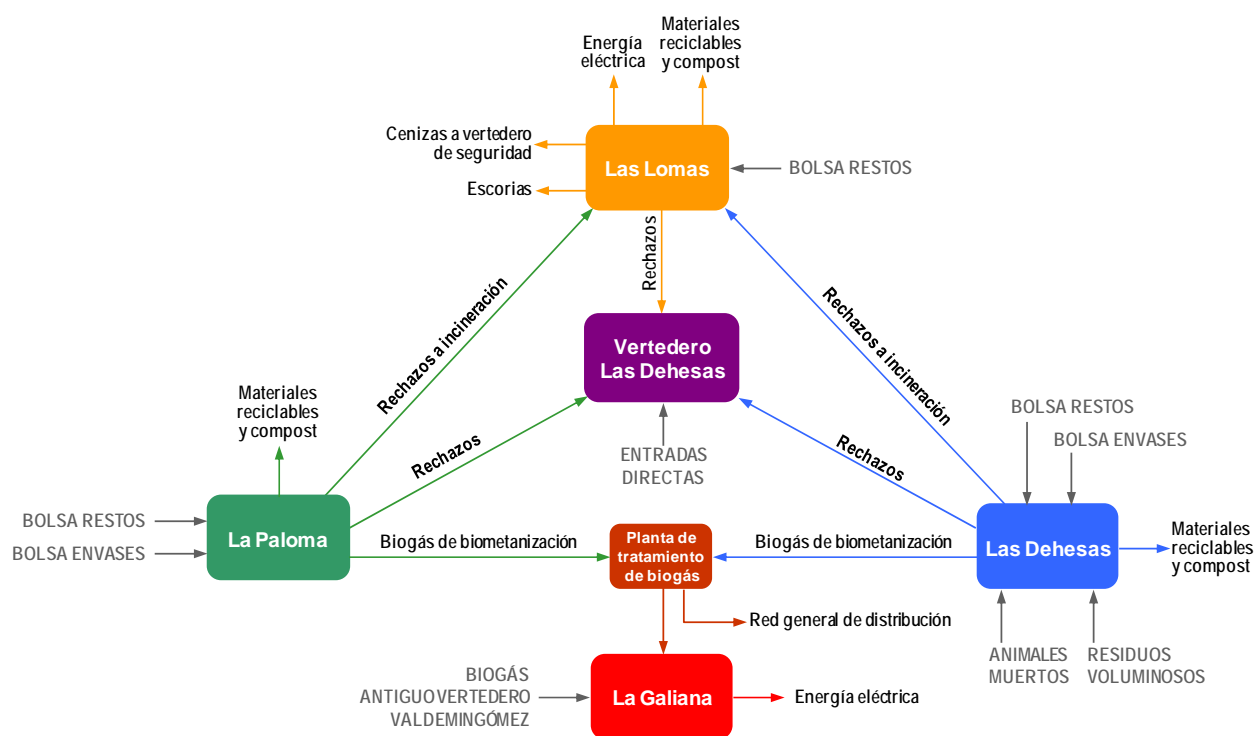 Energía
eléctrica
Materiales
reciclables
y compost
Cenizas a vertedero
de seguridad
Las Lomas
BOLSA RESTOS
Escorias
Rechazos
Rechazos a incineración
Rechazos a incineración
Vertedero
Las Dehesas
Materiales
reciclables
y compost
Rechazos
ENTRADAS
DIRECTAS
Rechazos
BOLSA RESTOS
BOLSA ENVASES
BOLSA RESTOS
BOLSA ENVASES
La Paloma
Biogás de biometanización
Planta de
tratamiento
de biogás
Biogás de biometanización
Las Dehesas
Materiales
reciclables
y compost
Red general de distribución
ANIMALES
MUERTOS
RESIDUOS
VOLUMINOSOS
BIOGÁS
ANTIGUO VERTEDERO
VALDEMINGÓMEZ
La Galiana
Energía eléctrica